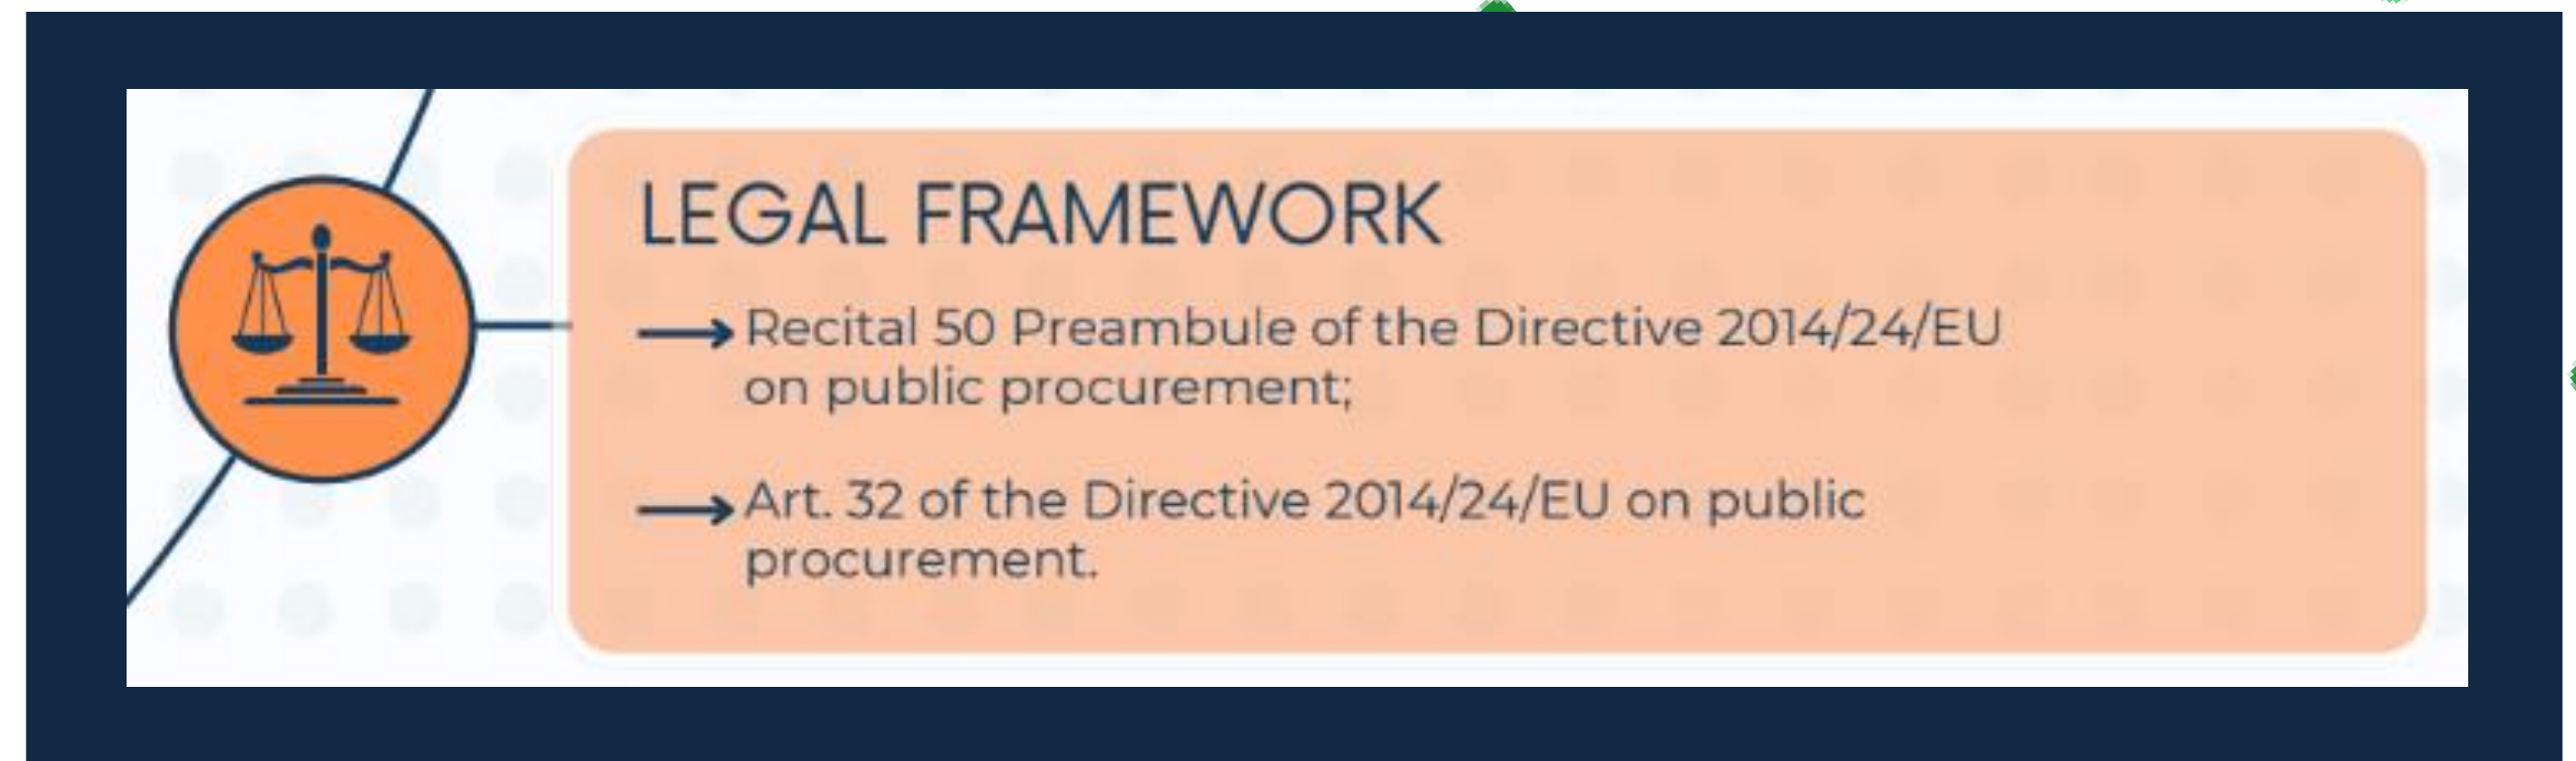 LEGAL FRAMEWORK
Recital 50 Preambule of the Directive 2014/24/EU
on public procurement;
Art. 32 of the Directive 2014/24/EU on public
procurement.